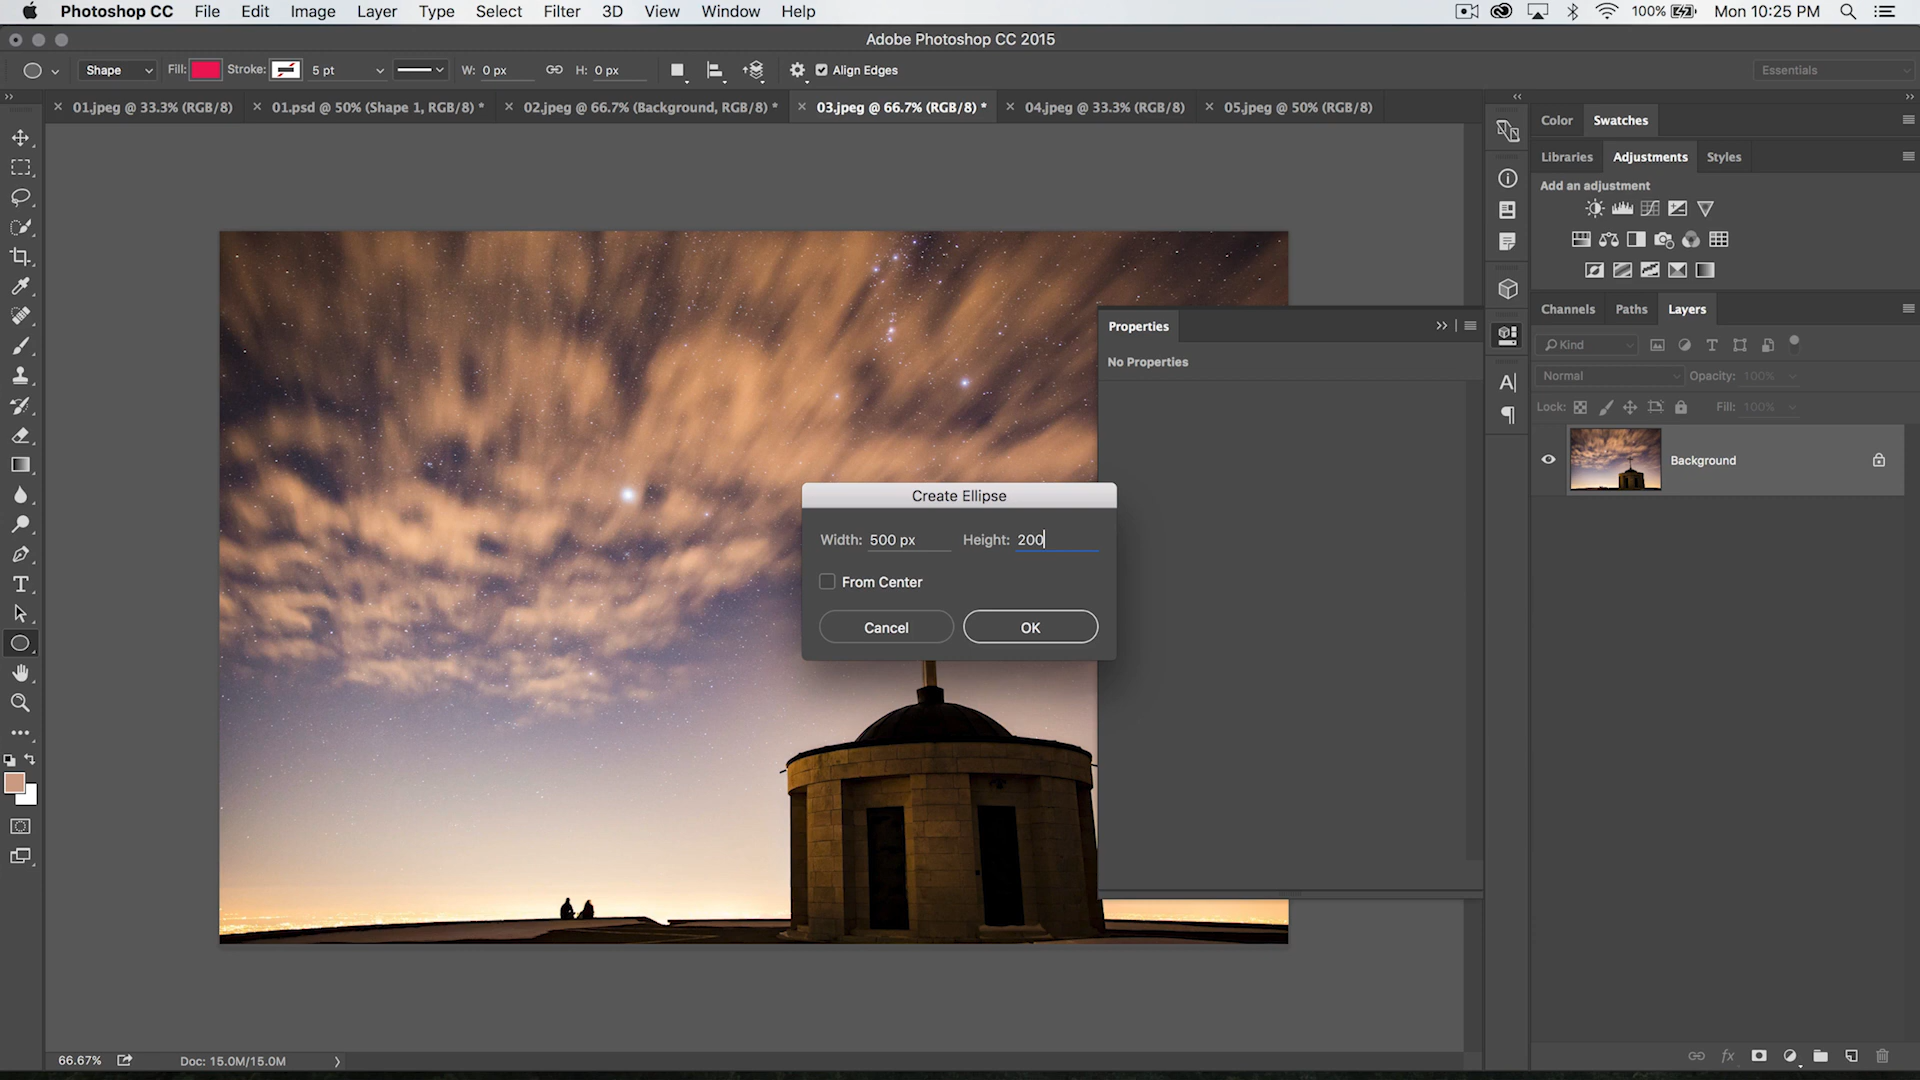 Photoshop CC File Edit Image Layer Type Select Filter 3D View Window Help 100% Mon 10:25 PM
Adobe Photoshop CC 2015
Shape Fill: Stroke: 5 pt W: 0 px H: 0 px Align Edges Essentials
01.jpeg @ 33.3% (RGB/8) 01.psd @ 50% (Shape 1, RGB/8) * 02.jpeg @ 66.7% (Background, RGB/8) * 03.jpeg @ 66.7% (RGB/8) * 04.jpeg @ 33.3% (RGB/8) 05.jpeg @ 50% (RGB/8)
Color Swatches
Libraries Adjustments Styles
Add an adjustment
Channels Paths Layers
Kind
Normal Opacity: 100%
Lock: Fill: 100%
Background
Properties
No Properties
Create Ellipse
Width: 500 px Height: 200
From Center
Cancel OK
66.67% Doc: 15.0M/15.0M